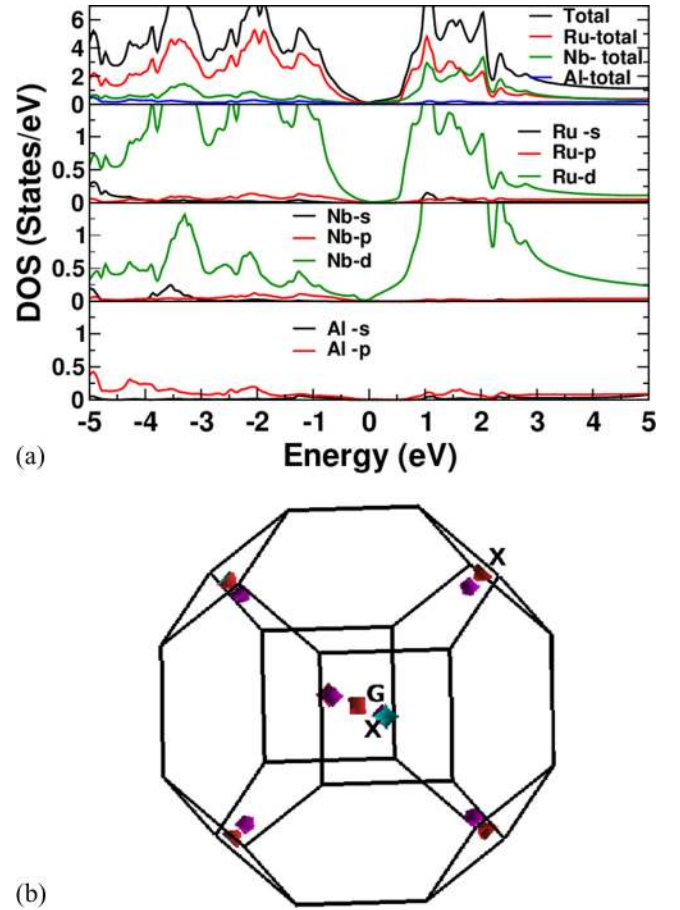 DOS (States/eV)
6
4
2
0
Total
Ru-total
Nb- total
Al-total
1
0.5
0
Ru -s
Ru-p
Ru-d
1
0.5
0
Nb-s
Nb-p
Nb-d
1
0.5
0
Al -s
Al -p
-5 -4 -3 -2 -1 0 1 2 3 4 5
(a) Energy (eV)
X
G
X
(b)